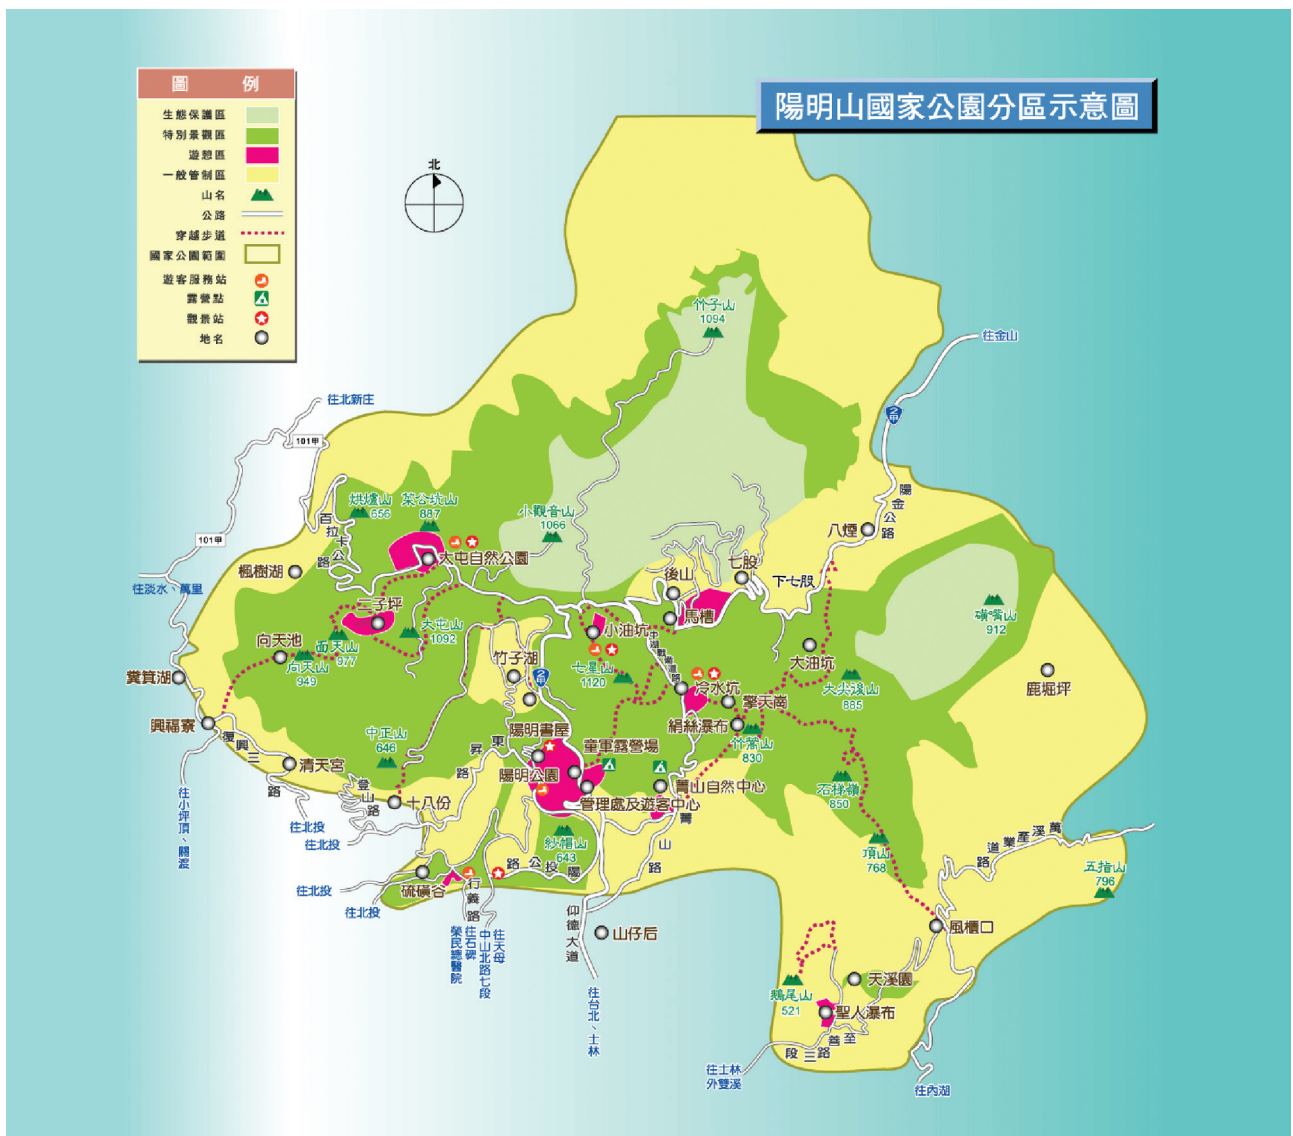 陽明山國家公園分區示意圖
圖 例
生態保護區
特別景觀區
遊憩區
一般管制區
山名
公路
穿越步道
國家公園範圍
遊客服務站
露營點
觀景站
地名
北
竹子山
1094
往金山
2甲
往北新庄
101甲
陽金公路
烘爐山
656
菜公坑山
887
小觀音山
1066
百拉卡公路
八煙
101甲
大屯自然公園
七股
下七股
後山
楓樹湖
往淡水、萬里
二子坪
馬槽
磺嘴山
912
大屯山
1092
小油坑
中湖戰備道路
向天池
面天山
977
向天山
949
竹子湖
七星山
1120
大油坑
2甲
冷水坑
大尖後山
885
鹿堀坪
糞箕湖
擎天崗
興福寮
復興三路
中正山
646
陽明書屋
童軍露營場
絹絲瀑布
竹篙山
830
東昇路
清天宮
陽明公園
登山路
十八份
管理處及遊客中心
菁山自然中心
石梯嶺
850
往小坪頂、關渡
往北投
往北投
菁山路
紗帽山
643
頂山
768
萬溪產業道路
陽投公路
五指山
796
硫磺谷
往北投
往北投
行義路
往石碑
榮民總醫院
往天母
中山北路七段
仰德大道
山仔后
風櫃口
天溪園
鵝尾山
521
聖人瀑布
往台北、士林
至善路三段
往士林
外雙溪
往內湖